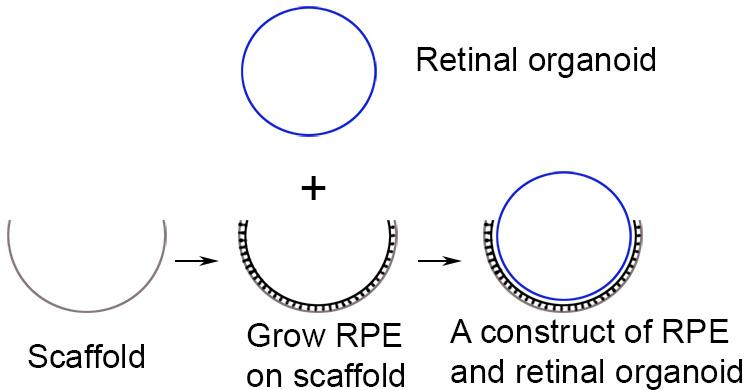 Retinal organoid
+
Scaffold
Grow RPE
on scaffold
A construct of RPE
and retinal organoid